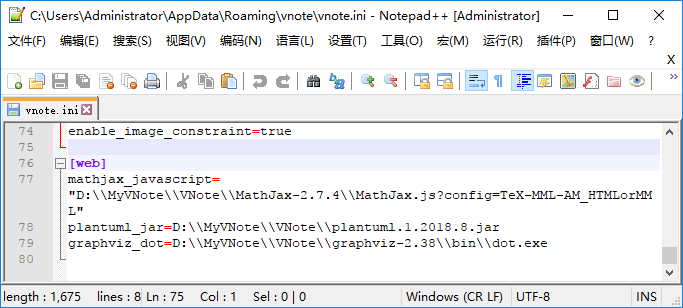 C:\Users\Administrator\AppData\Roaming\vnote\vnote.ini - Notepad++ [Administrator]
文件(F) 编辑(E) 搜索(S) 视图(V) 编码(N) 语言(L) 设置(T) 工具(O) 宏(M) 运行(R) 插件(P) 窗口(W) ?
X
vnote.ini
74 enable_image_constraint=true
75
76 [web]
77 mathjax_javascript=
"D:\\MyVNote\\VNote\\MathJax-2.7.4\\MathJax.js?config=TeX-MML-AM_HTMLorMM
L"
78 plantuml_jar=D:\\MyVNote\\VNote\\plantuml.1.2018.8.jar
79 graphviz_dot=D:\\MyVNote\\VNote\\graphviz-2.38\\bin\\dot.exe
80
length : 1,675 lines : 8 Ln : 75 Col : 1 Sel : 0 | 0 Windows (CR LF) UTF-8 INS